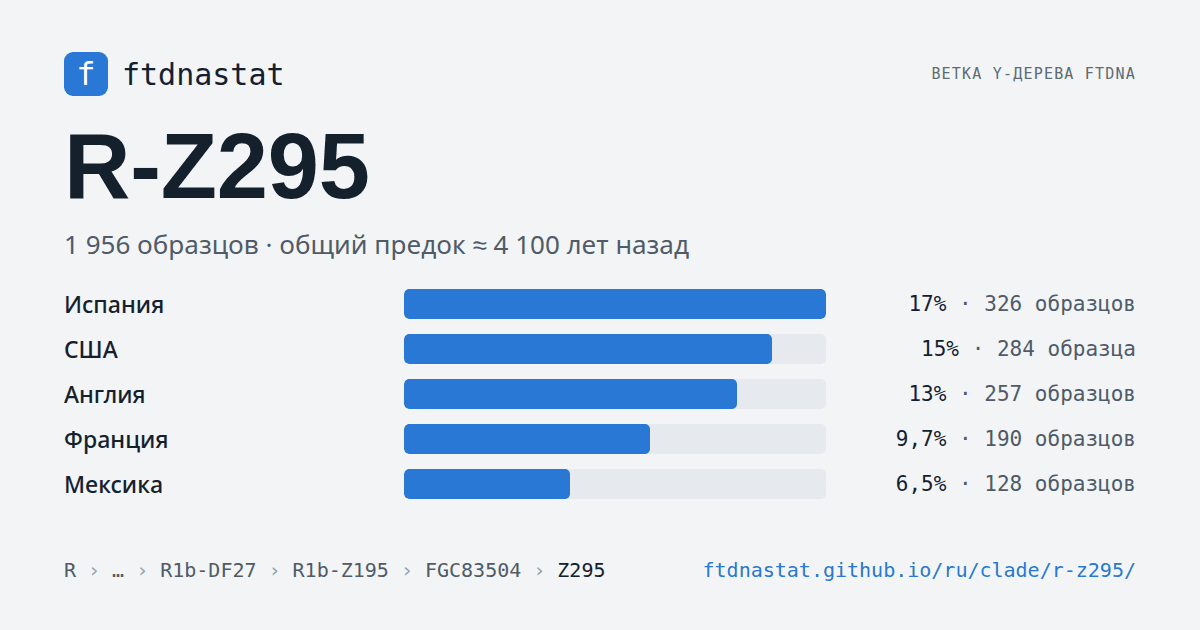 f ftdnastat
ВЕТКА Y-ДЕРЕВА FTDNA
R-Z295
1 956 образцов · общий предок ≈ 4 100 лет назад
Испания 17% · 326 образцов
США 15% · 284 образца
Англия 13% · 257 образцов
Франция 9,7% · 190 образцов
Мексика 6,5% · 128 образцов
R › … › R1b-DF27 › R1b-Z195 › FGC83504 › Z295
ftdnastat.github.io/ru/clade/r-z295/